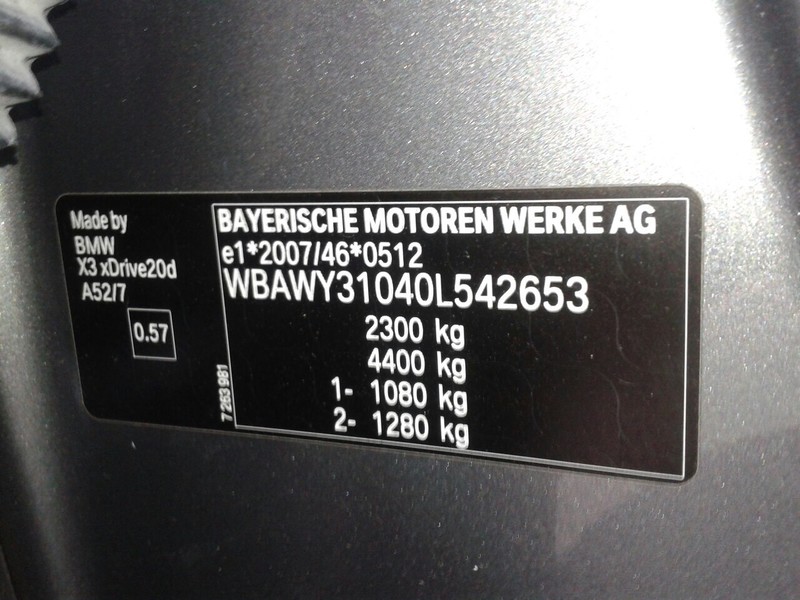 Made by
BMW
X3 xDrive20d
A52/7
0.57
7 263 981
BAYERISCHE MOTOREN WERKE AG
e1*2007/46*0512
WBAWY31040L542653
2300 kg
4400 kg
1- 1080 kg
2- 1280 kg